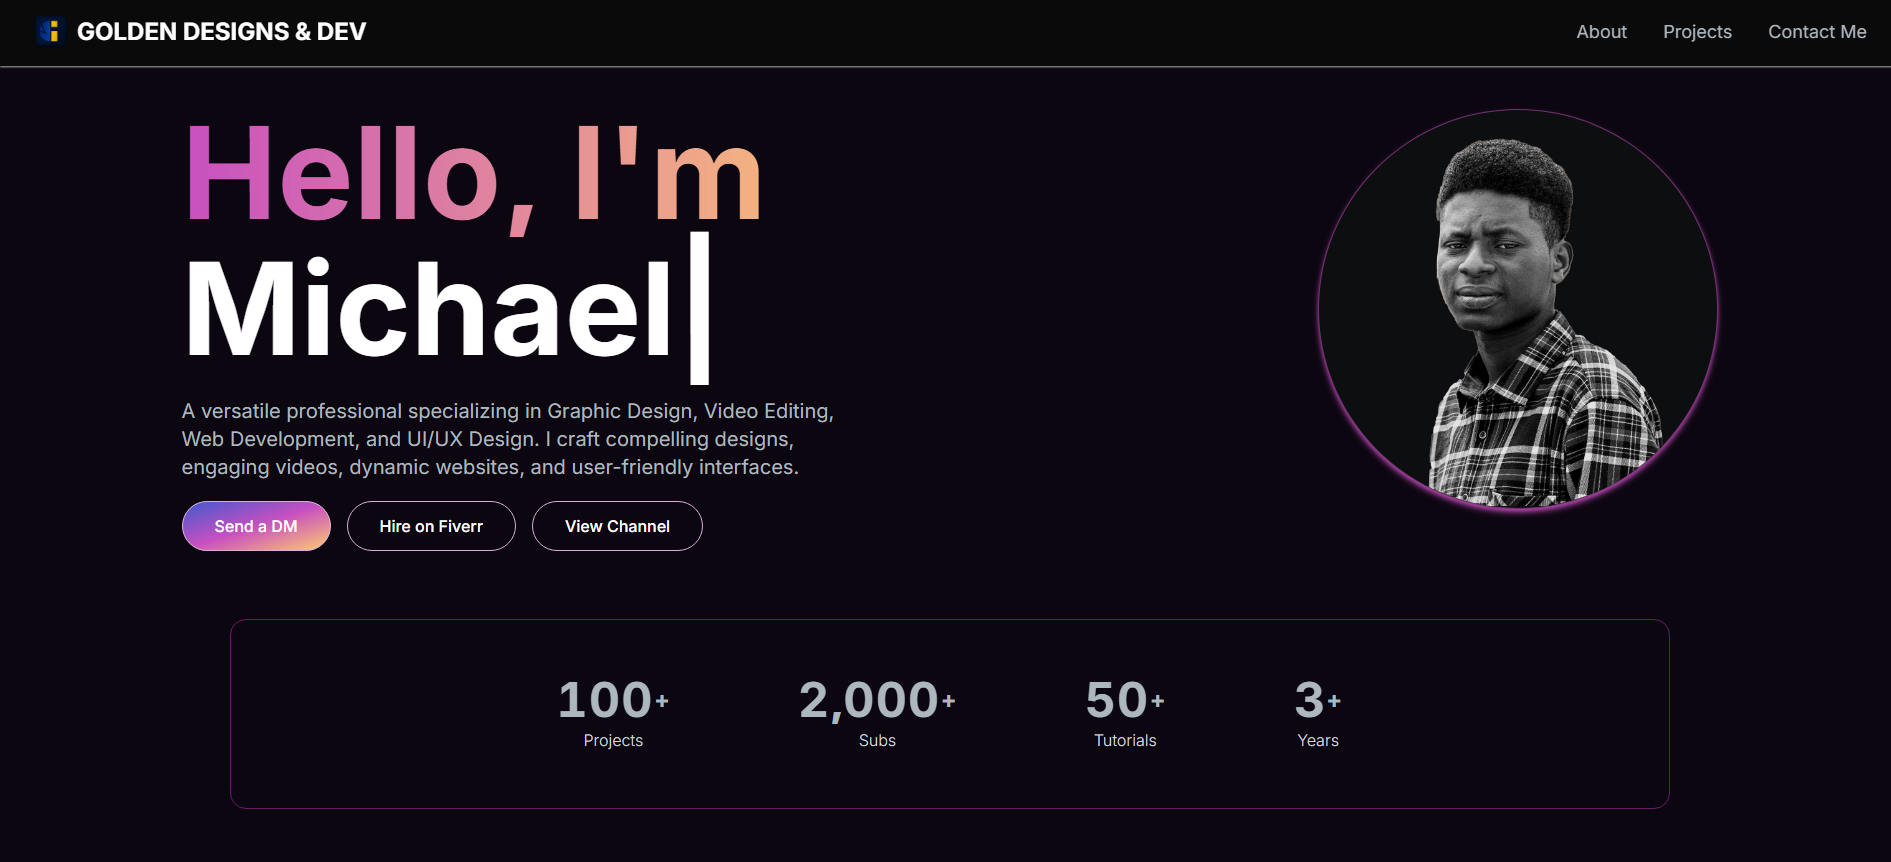 GOLDEN DESIGNS & DEV
About
Projects
Contact Me
Hello, I'm
Michael
A versatile professional specializing in Graphic Design, Video Editing,
Web Development, and UI/UX Design. I craft compelling designs,
engaging videos, dynamic websites, and user-friendly interfaces.
Send a DM
Hire on Fiverr
View Channel
100+
Projects
2,000+
Subs
50+
Tutorials
3+
Years